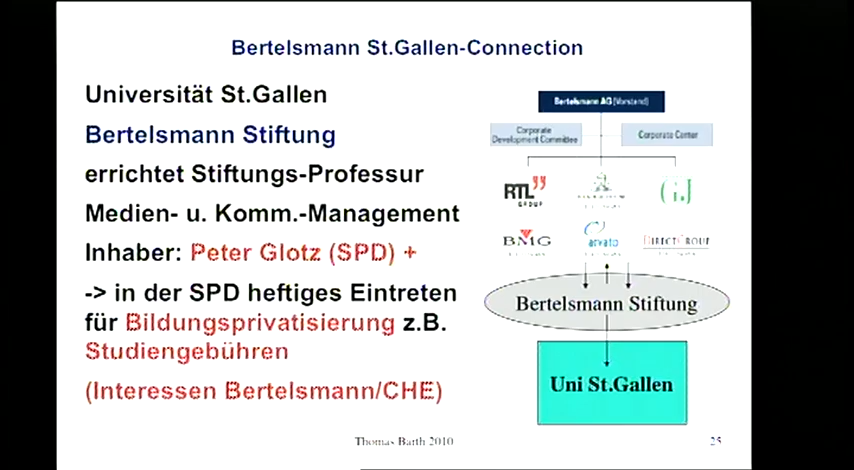 Bertelsmann St.Gallen-Connection
Universität St.Gallen
Bertelsmann Stiftung
errichtet Stiftungs-Professur
Medien- u. Komm.-Management
Inhaber: Peter Glotz (SPD) +
-> in der SPD heftiges Eintreten
für Bildungsprivatisierung z.B.
Studiengebühren
(Interessen Bertelsmann/CHE)
Bertelsmann AG (Vorstand)
Corporate
Development Committee
Corporate Center
RTL
GROUP
G+J
BMG
arvato
DIRECTGROUP
Bertelsmann Stiftung
Uni St.Gallen
Thomas Barth 2010
25